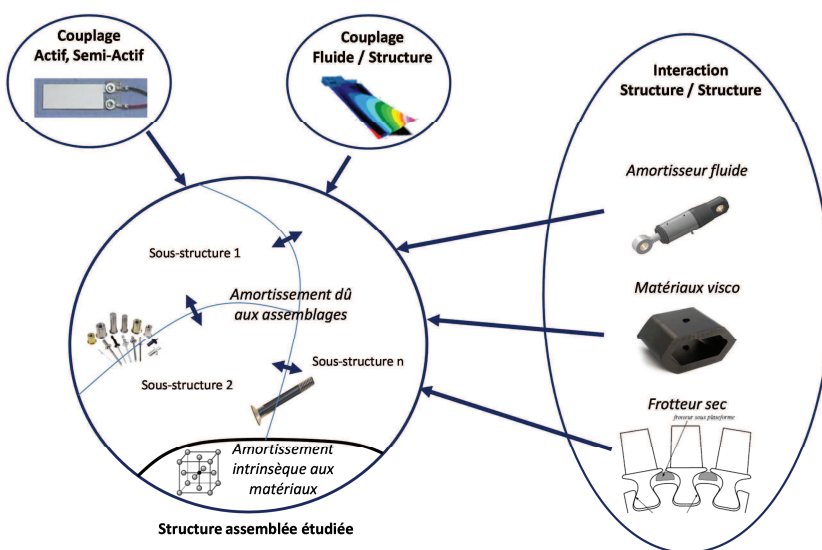 Couplage
Actif, Semi-Actif
Couplage
Fluide / Structure
Interaction
Structure / Structure
Amortisseur fluide
Sous-structure 1
Amortissement dû
aux assemblages
Matériaux visco
Sous-structure n
Sous-structure 2
Frotteur sec
frotteur sous plateforme
Amortissement
intrinsèque aux
matériaux
Structure assemblée étudiée